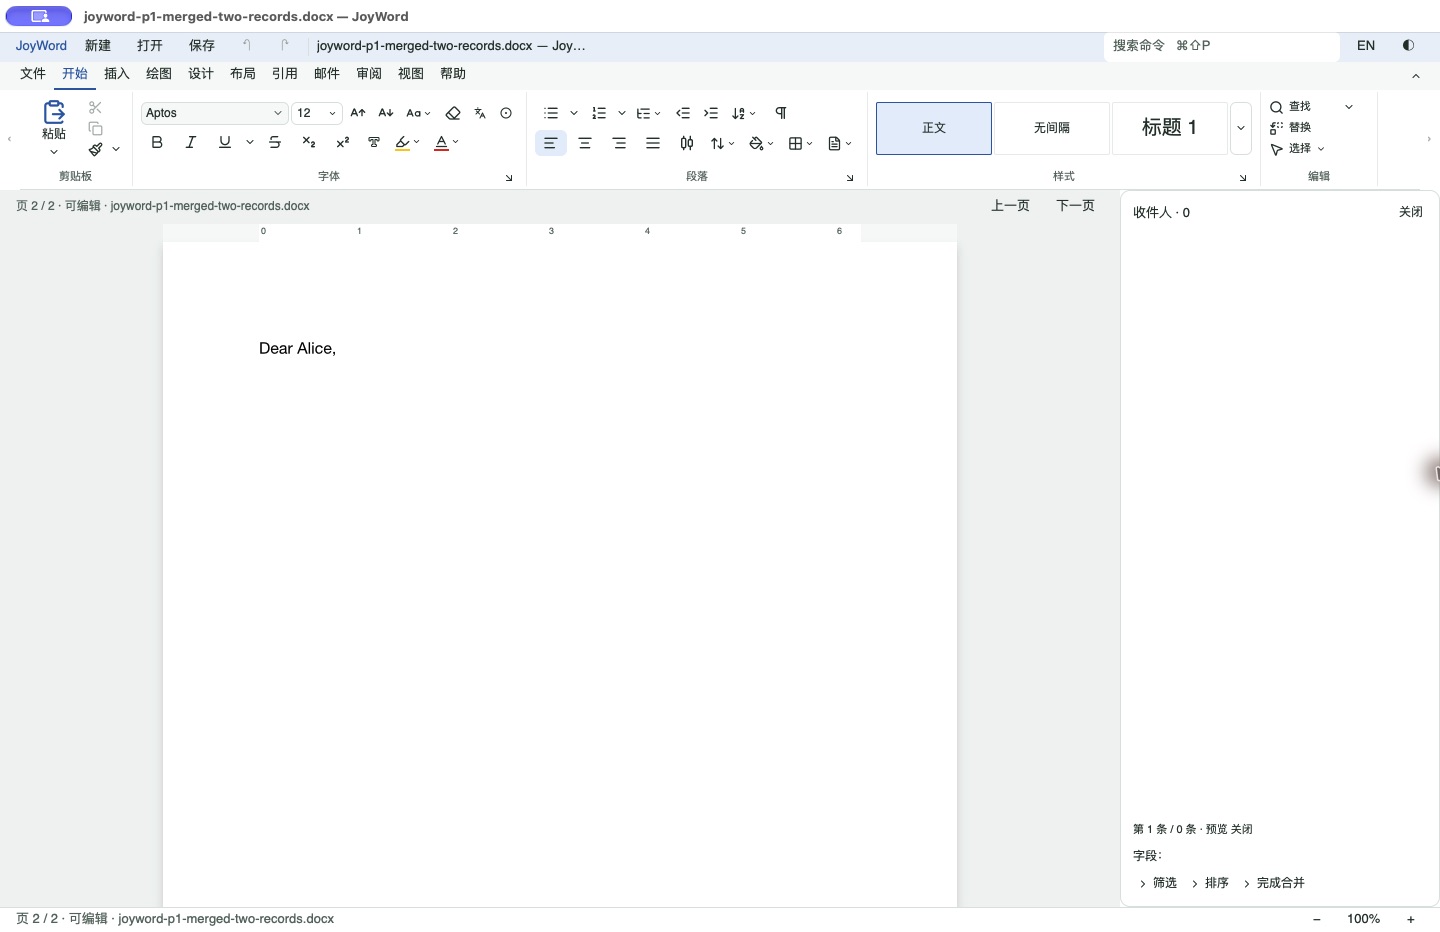 joyword-p1-merged-two-records.docx — JoyWord
JoyWord 新建 打开 保存 joyword-p1-merged-two-records.docx — Joy… 搜索命令 ⌘⇧P EN
文件 开始 插入 绘图 设计 布局 引用 邮件 审阅 视图 帮助
粘贴
剪贴板
Aptos 12
字体
段落
正文 无间隔 标题 1
样式
查找
替换
选择
编辑
页 2 / 2 · 可编辑 · joyword-p1-merged-two-records.docx 上一页 下一页
0 1 2 3 4 5 6
Dear Alice,
收件人 · 0 关闭
第 1 条 / 0 条 · 预览 关闭
字段：
筛选 排序 完成合并
页 2 / 2 · 可编辑 · joyword-p1-merged-two-records.docx − 100% +